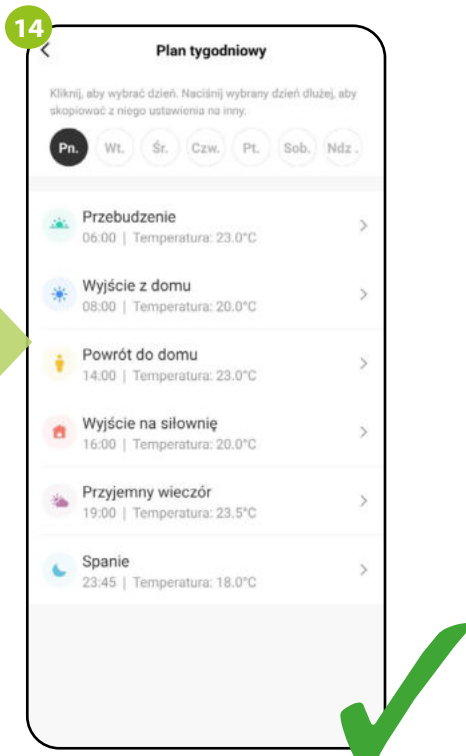 14
Plan tygodniowy
Kliknij, aby wybrać dzień. Naciśnij wybrany dzień dłużej, aby
skopiować z niego ustawienia na inny.
Pn. Wt. Śr. Czw. Pt. Sob. Ndz .
Przebudzenie
06:00 | Temperatura: 23.0°C
Wyjście z domu
08:00 | Temperatura: 20.0°C
Powrót do domu
14:00 | Temperatura: 23.0°C
Wyjście na siłownię
16:00 | Temperatura: 20.0°C
Przyjemny wieczór
19:00 | Temperatura: 23.5°C
Spanie
23:45 | Temperatura: 18.0°C